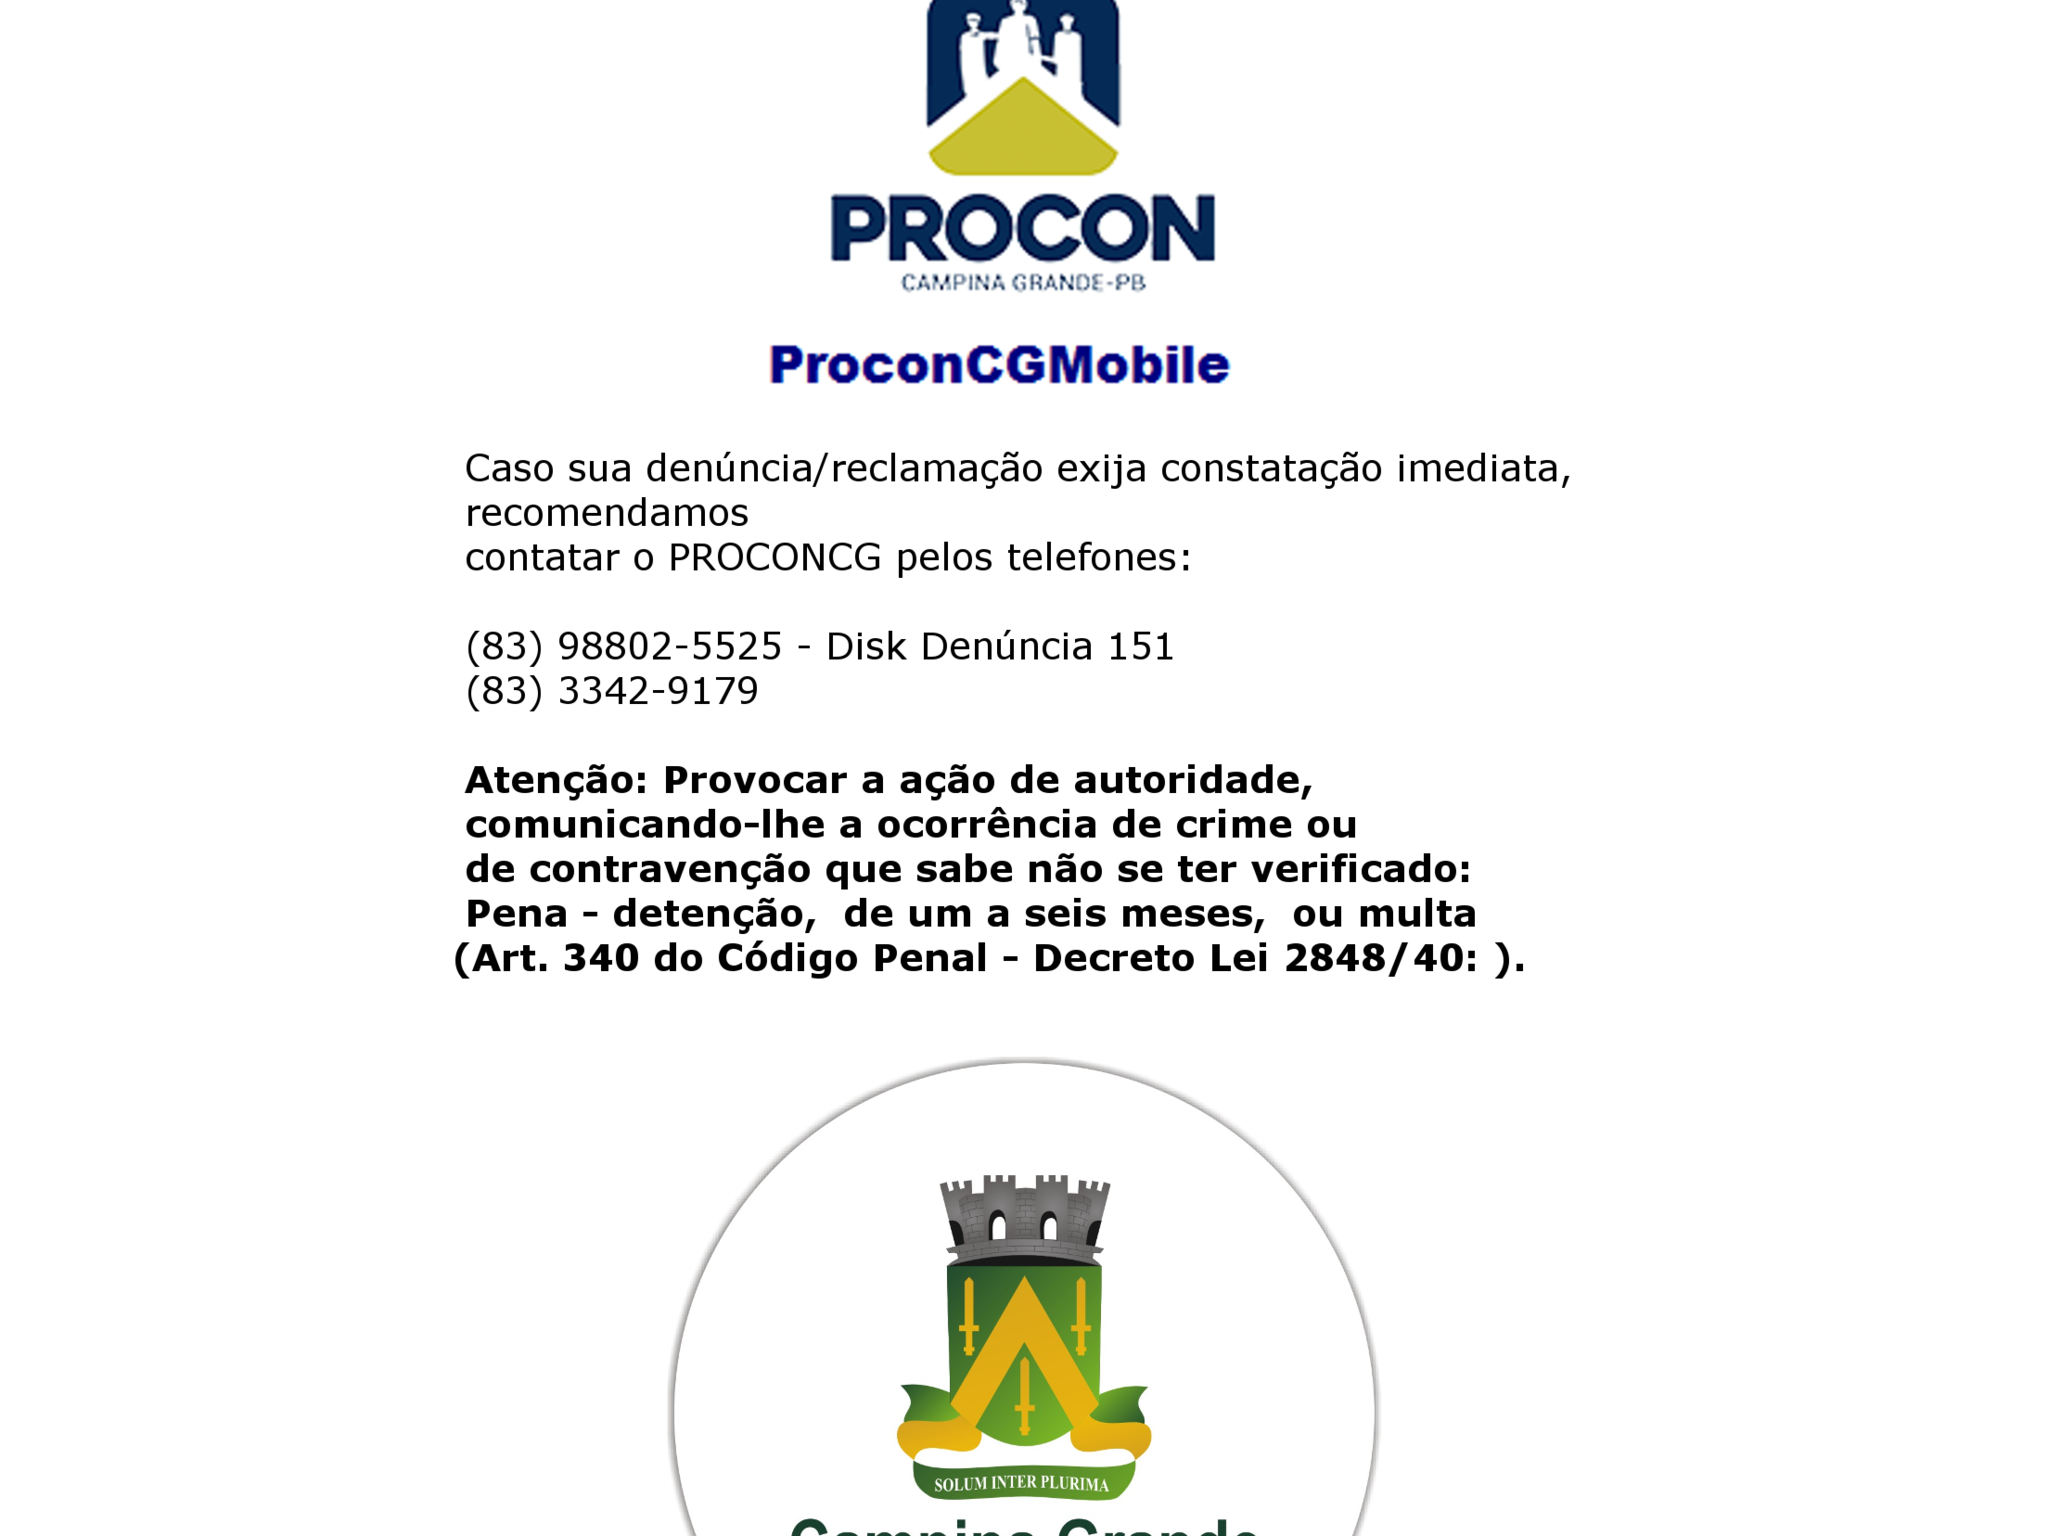 PROCON
CAMPINA GRANDE-PB
ProconCGMobile
Caso sua denúncia/reclamação exija constatação imediata,
recomendamos
contatar o PROCONCG pelos telefones:
(83) 98802-5525 - Disk Denúncia 151
(83) 3342-9179
Atenção: Provocar a ação de autoridade,
comunicando-lhe a ocorrência de crime ou
de contravenção que sabe não se ter verificado:
Pena - detenção,  de um a seis meses,  ou multa
(Art. 340 do Código Penal - Decreto Lei 2848/40: ).
SOLUM INTER PLURIMA
Campina Grande